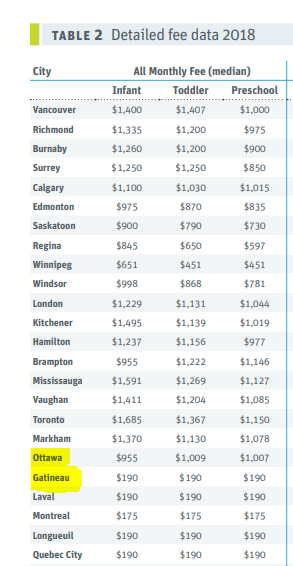 TABLE 2 Detailed fee data 2018
City All Monthly Fee (median)
Infant Toddler Preschool
Vancouver $1,400 $1,407 $1,000
Richmond $1,335 $1,200 $975
Burnaby $1,260 $1,200 $900
Surrey $1,250 $1,250 $850
Calgary $1,100 $1,030 $1,015
Edmonton $975 $870 $835
Saskatoon $900 $790 $730
Regina $845 $650 $597
Winnipeg $651 $451 $451
Windsor $998 $868 $781
London $1,229 $1,131 $1,044
Kitchener $1,495 $1,139 $1,019
Hamilton $1,237 $1,156 $977
Brampton $955 $1,222 $1,146
Mississauga $1,591 $1,269 $1,127
Vaughan $1,411 $1,204 $1,085
Toronto $1,685 $1,367 $1,150
Markham $1,370 $1,130 $1,078
Ottawa $955 $1,009 $1,007
Gatineau $190 $190 $190
Laval $190 $190 $190
Montreal $175 $175 $175
Longueuil $190 $190 $190
Quebec City $190 $190 $190